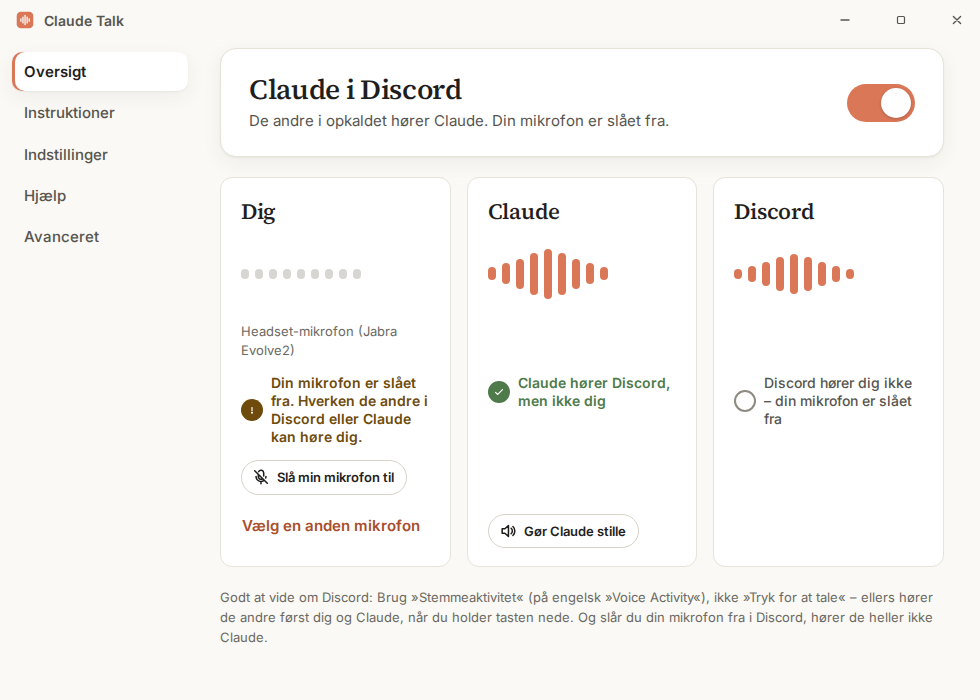 Claude Talk
Oversigt
Instruktioner
Indstillinger
Hjælp
Avanceret
Claude i Discord
De andre i opkaldet hører Claude. Din mikrofon er slået fra.
Dig
Headset-mikrofon (Jabra
Evolve2)
Din mikrofon er slået
fra. Hverken de andre i
Discord eller Claude
kan høre dig.
Slå min mikrofon til
Vælg en anden mikrofon
Claude
Claude hører Discord,
men ikke dig
Gør Claude stille
Discord
Discord hører dig ikke
– din mikrofon er slået
fra
Godt at vide om Discord: Brug »Stemmeaktivitet« (på engelsk »Voice Activity«), ikke »Tryk for at tale« – ellers hører
de andre først dig og Claude, når du holder tasten nede. Og slår du din mikrofon fra i Discord, hører de heller ikke
Claude.